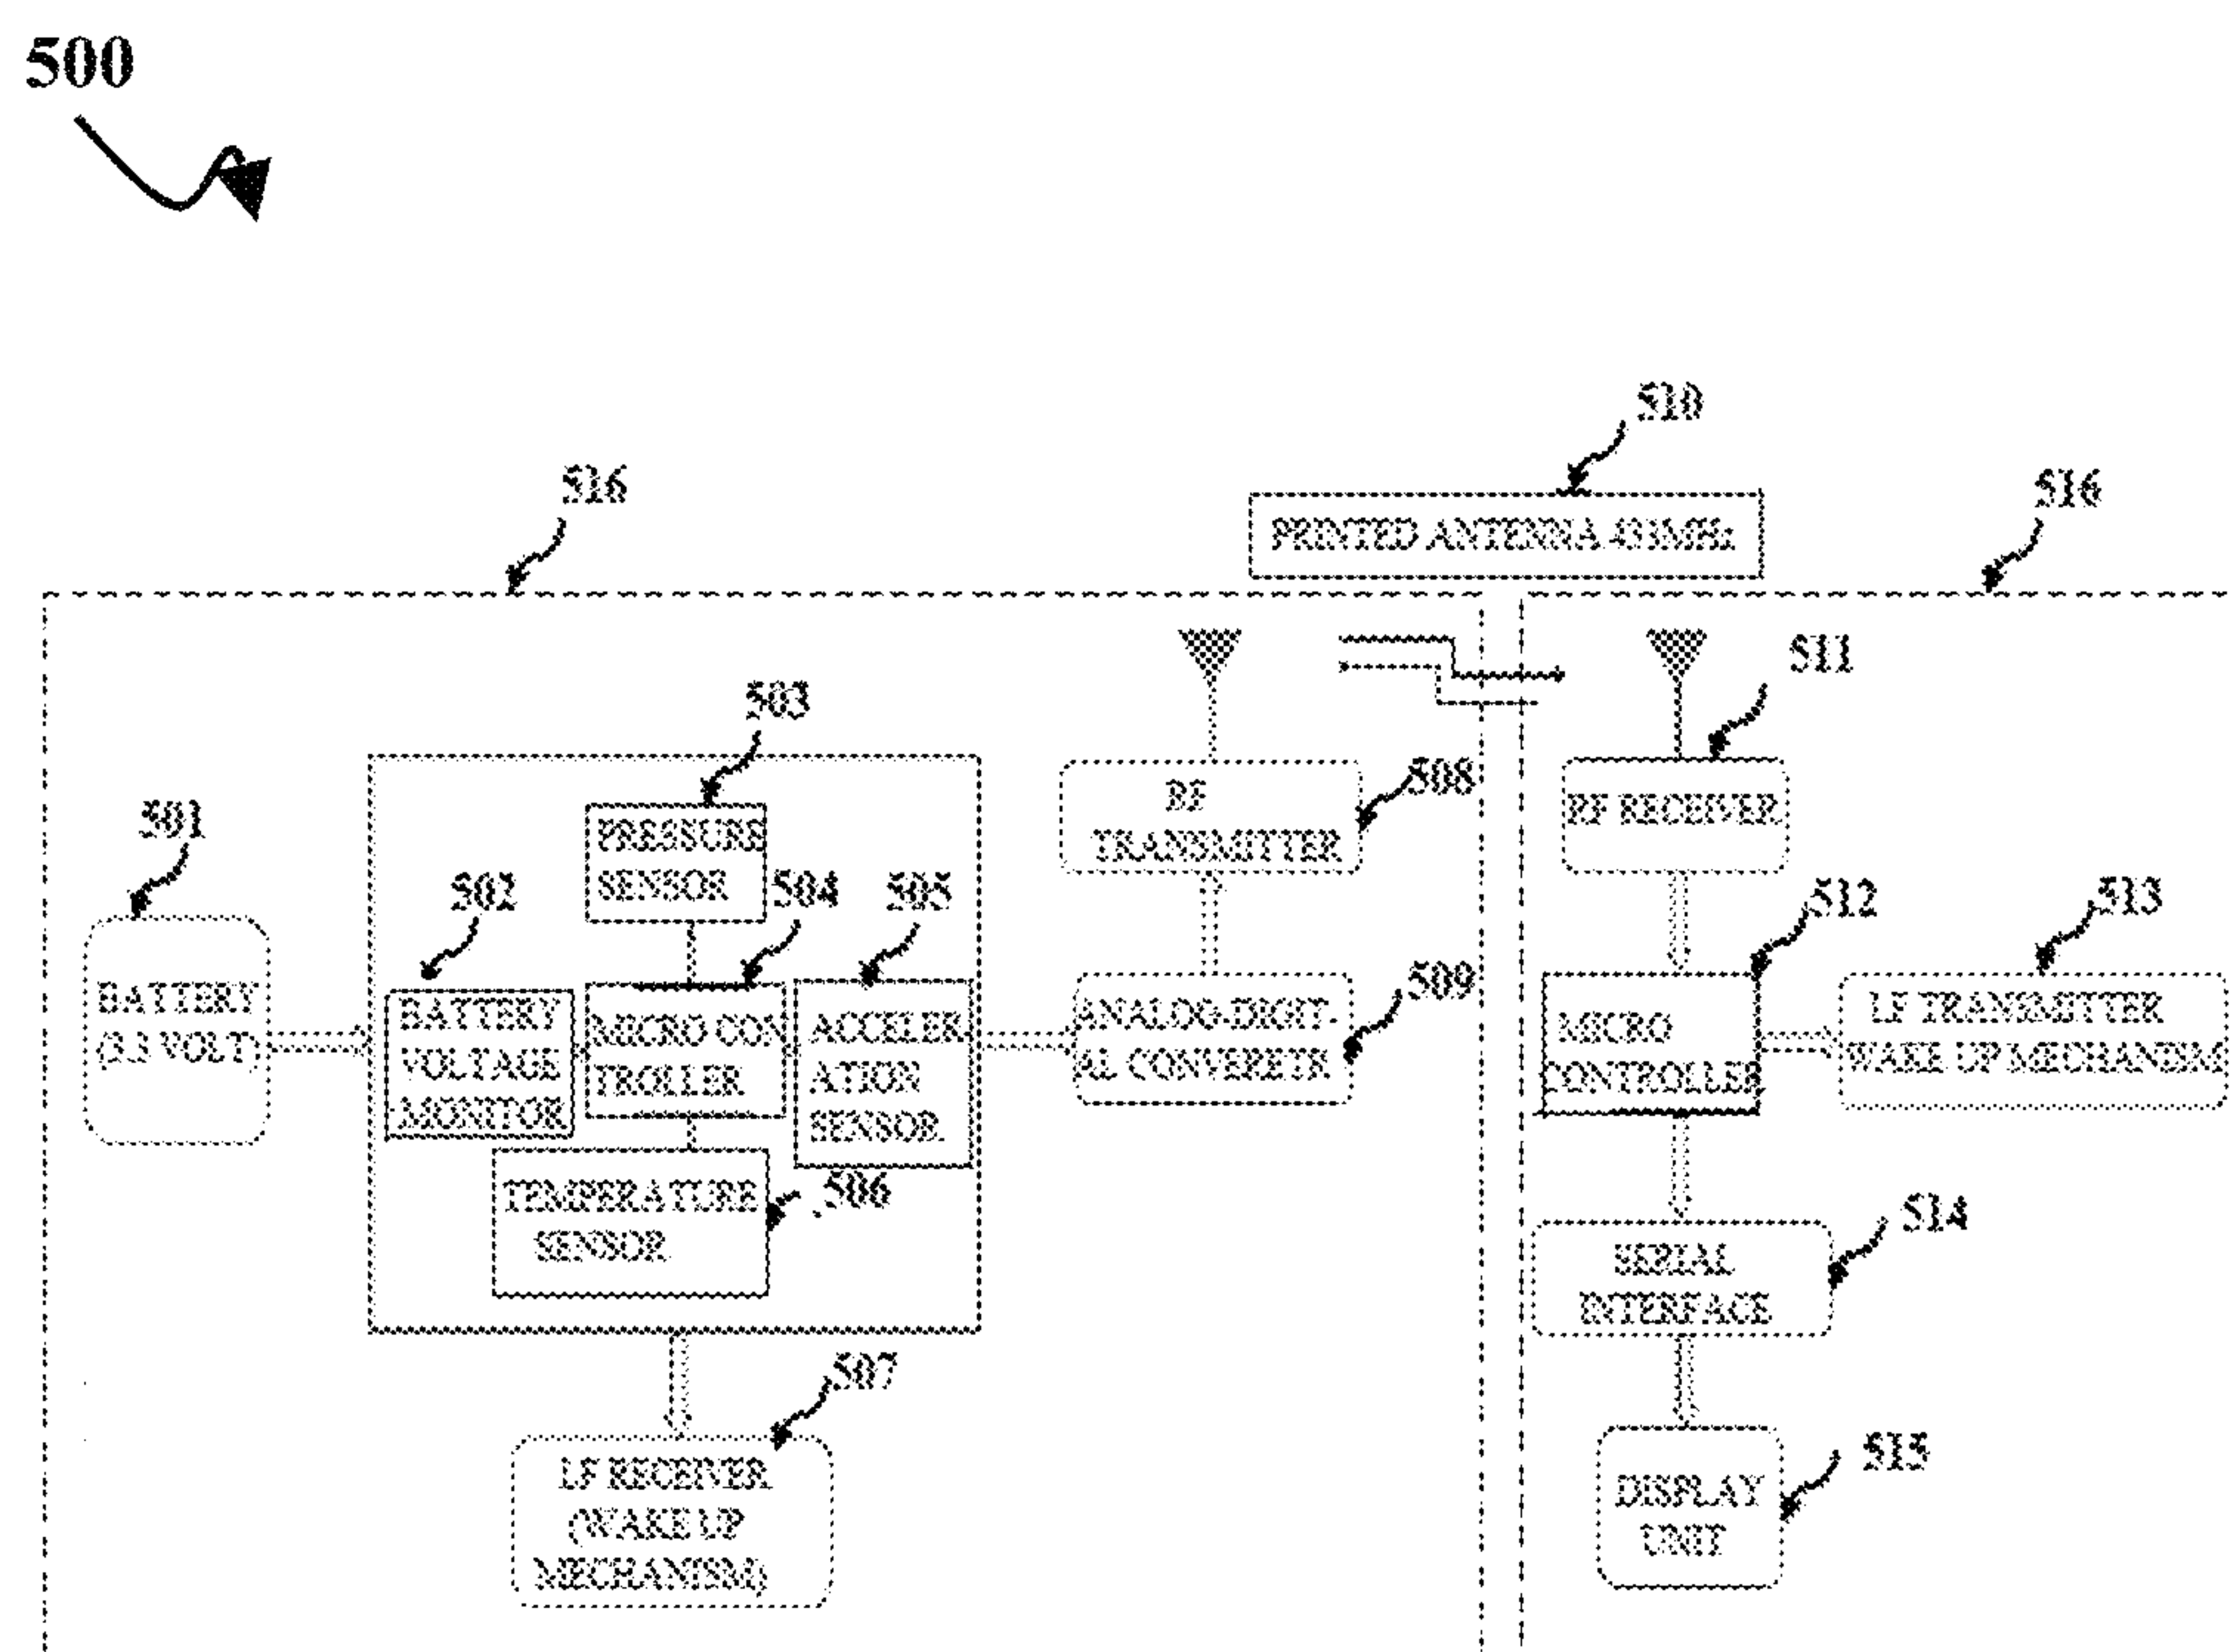 500
510
516
516
PRINTED ANTENNA 433MHz
511
503
501
502
PRESSURE
SENSOR
504
505
RF
TRANSMITTER
508
RF RECEIVER
512
513
BATTERY
(3.3 VOLT)
BATTERY
VOLTAGE
MONITOR
MICRO CON
TROLLER
ACCELER
ATION
SENSOR
ANALOG-DIGIT-
AL CONVERETR
509
MICRO
CONTROLLER
LF TRANSMITTER
WAKE UP MECHANISM
TEMPERATURE
SENSOR
506
514
SERIAL
INTERFACE
507
LF RECEIVER
(WAKE UP
MECHANISM)
515
DISPLAY
UNIT